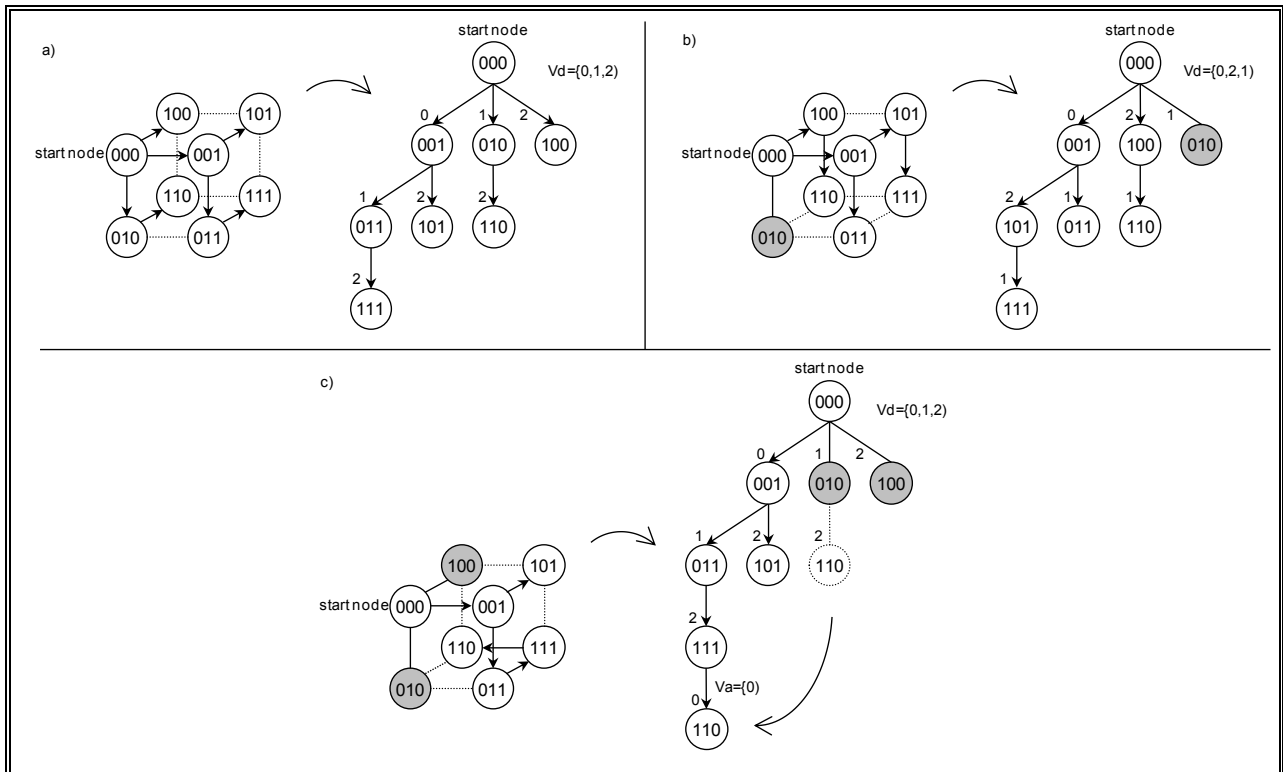 a)
start node
000
Vd={0,1,2)
0 1 2
001 010 100
1 2 2
011 101 110
2
111
100 101
start node 000 001
110 111
010 011
b)
start node
000
Vd={0,2,1)
0 2 1
001 100 010
2 1 1
101 011 110
1
111
100 101
start node 000 001
110 111
010 011
c)
start node
000
Vd={0,1,2)
0 1 2
001 010 100
1 2 2
011 101 110
2
111
Va={0)
0
110
100 101
start node 000 001
110 111
010 011